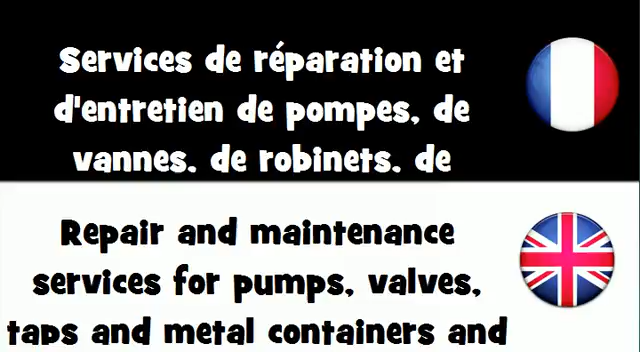 Services de réparation et
d'entretien de pompes, de
vannes, de robinets, de
Repair and maintenance
services for pumps, valves,
taps and metal containers and